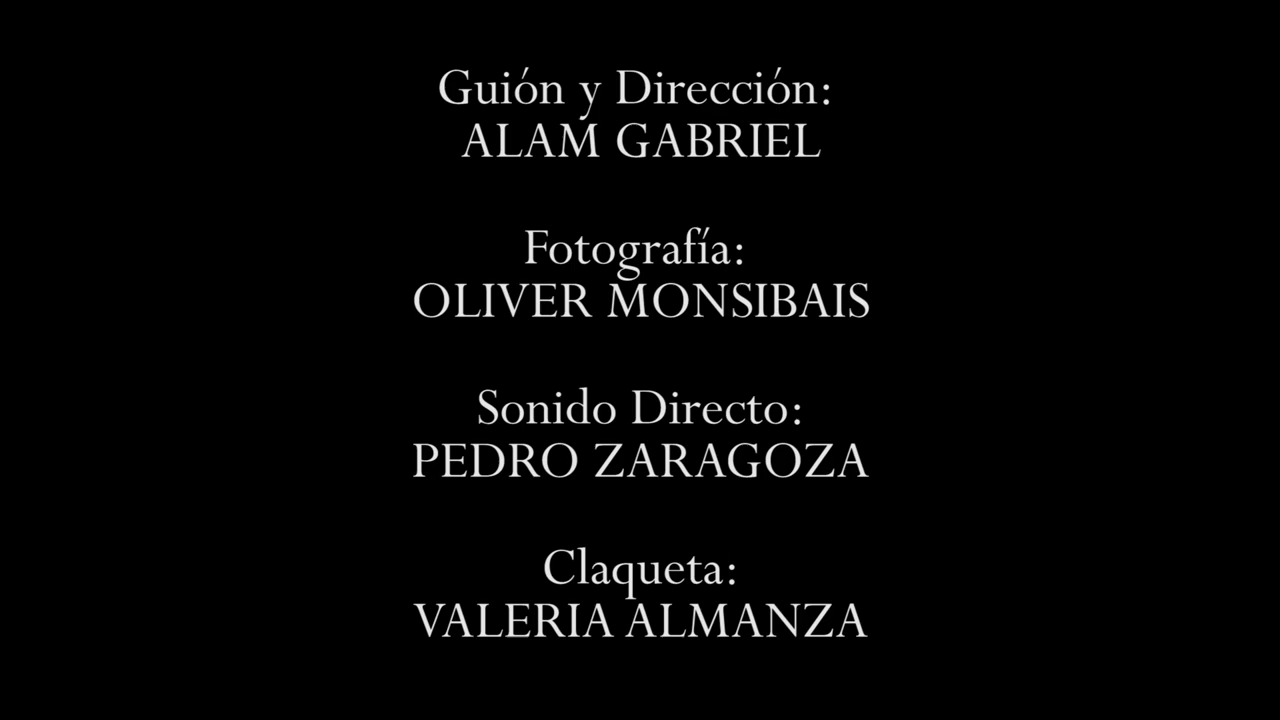 Guión y Dirección:
ALAM GABRIEL
Fotografía:
OLIVER MONSIBAIS
Sonido Directo:
PEDRO ZARAGOZA
Claqueta:
VALERIA ALMANZA